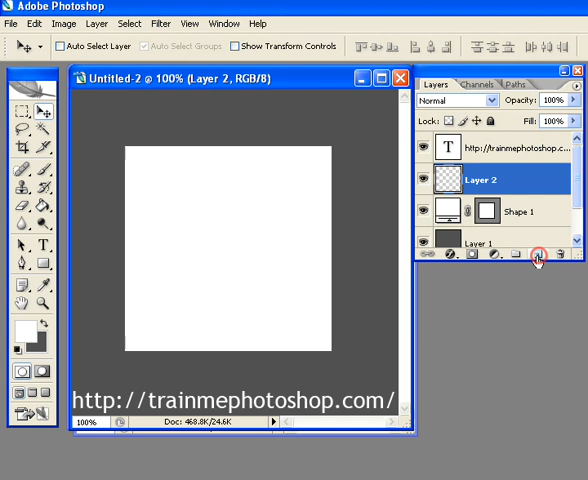 Adobe Photoshop
File Edit Image Layer Select Filter View Window Help
Auto Select Layer Auto Select Groups Show Transform Controls
Untitled-2 @ 100% (Layer 2, RGB/8)
Layers Channels Paths
Normal Opacity: 100%
Lock: Fill: 100%
T http://trainmephotoshop.c...
Layer 2
Shape 1
Layer 1
http://trainmephotoshop.com/
100% Doc: 468.8K/24.6K